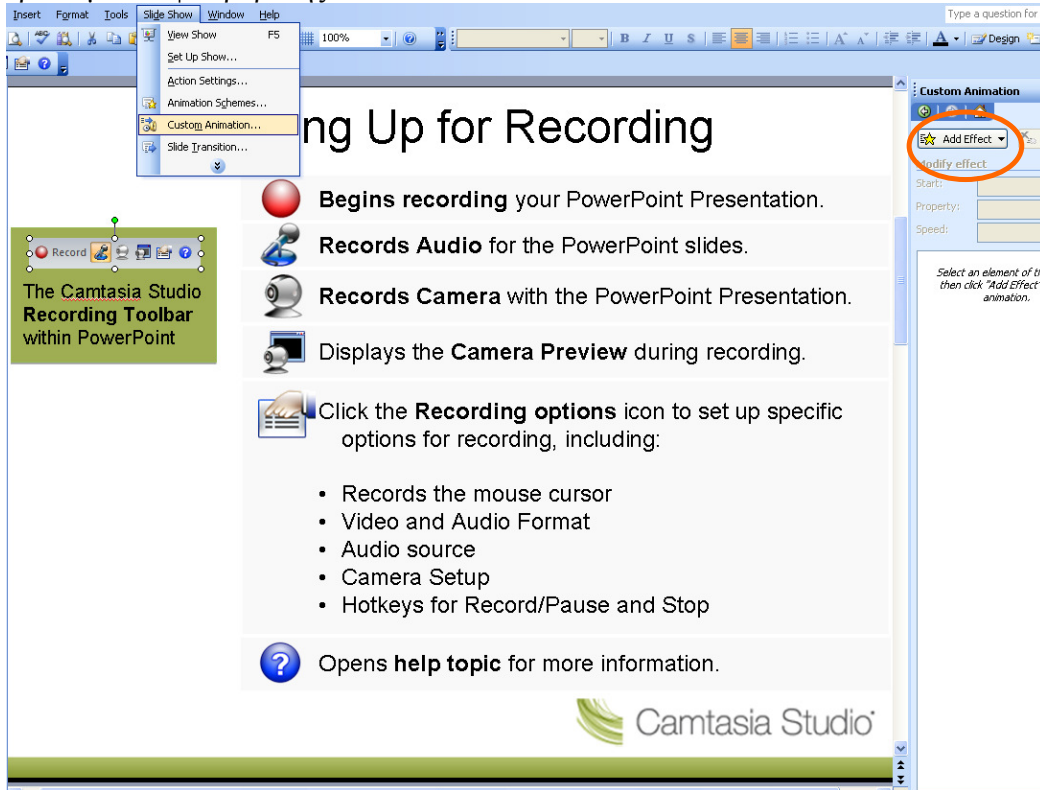 Insert Format Tools Slide Show Window Help
Type a question for
100% B I U S A A A Design
View Show F5
Set Up Show...
Action Settings...
Animation Schemes...
Custom Animation...
Slide Transition...
ng Up for Recording
Begins recording your PowerPoint Presentation.
Records Audio for the PowerPoint slides.
Records Camera with the PowerPoint Presentation.
Displays the Camera Preview during recording.
Click the Recording options icon to set up specific
options for recording, including:
• Records the mouse cursor
• Video and Audio Format
• Audio source
• Camera Setup
• Hotkeys for Record/Pause and Stop
Opens help topic for more information.
Record
The Camtasia Studio
Recording Toolbar
within PowerPoint
Camtasia Studio
Custom Animation
Add Effect
Modify effect
Start:
Property:
Speed:
Select an element of t
then click "Add Effect"
animation.